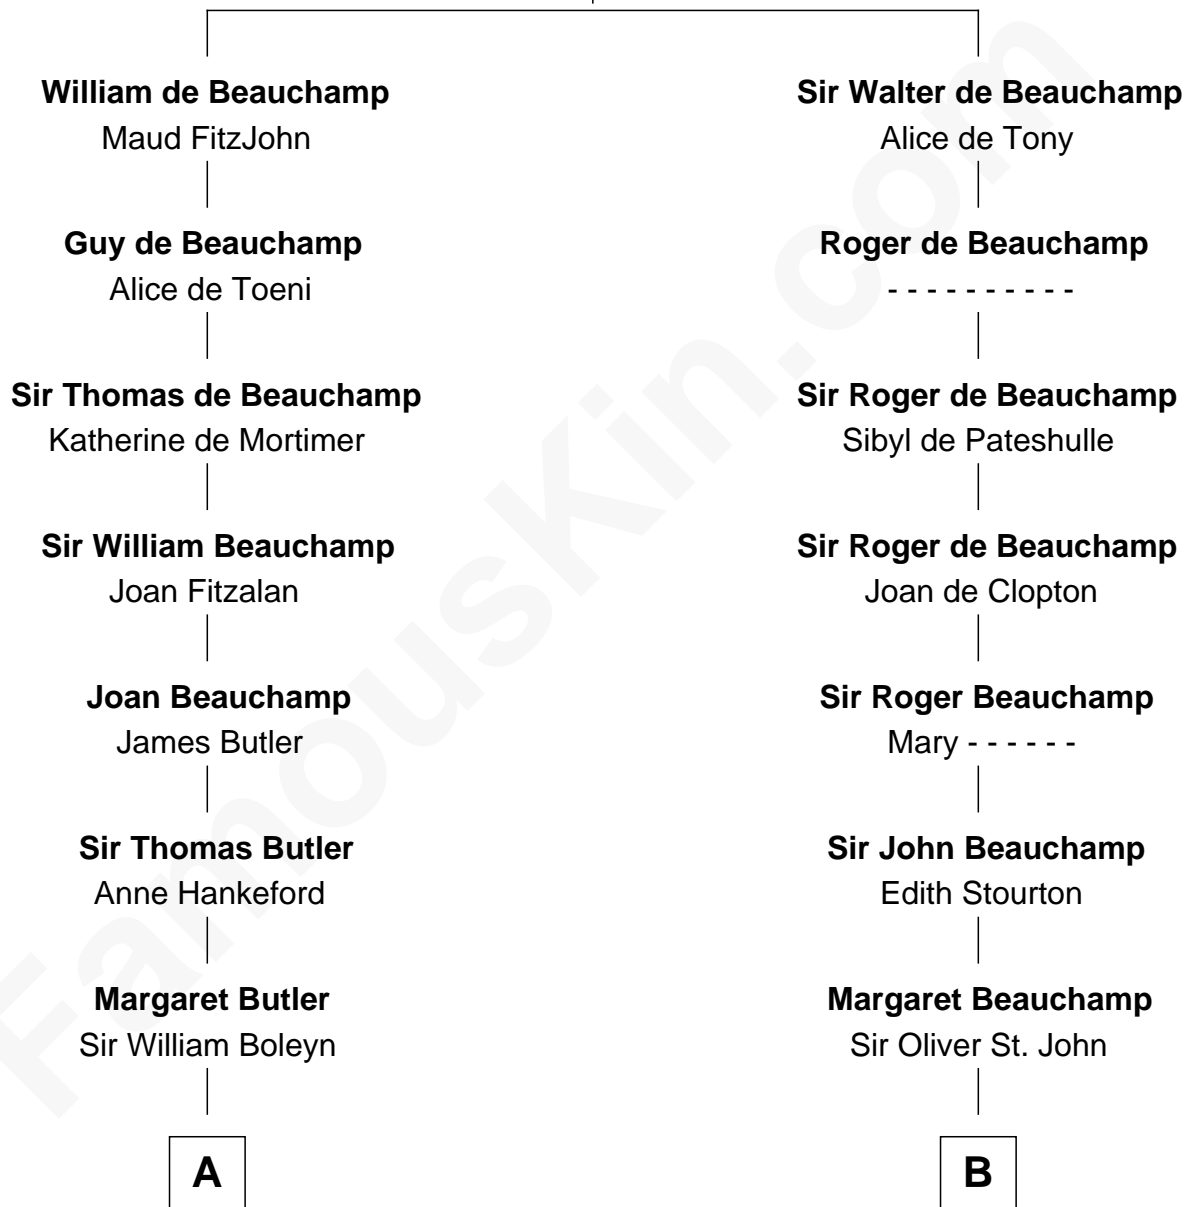 William de Beauchamp
Maud FitzJohn
Guy de Beauchamp
Alice de Toeni
Sir Thomas de Beauchamp
Katherine de Mortimer
Sir William Beauchamp
Joan Fitzalan
Joan Beauchamp
James Butler
Sir Thomas Butler
Anne Hankeford
Margaret Butler
Sir William Boleyn
A
Sir Walter de Beauchamp
Alice de Tony
Roger de Beauchamp
- - - - - - - - - -
Sir Roger de Beauchamp
Sibyl de Pateshulle
Sir Roger de Beauchamp
Joan de Clopton
Sir Roger Beauchamp
Mary - - - - - -
Sir John Beauchamp
Edith Stourton
Margaret Beauchamp
Sir Oliver St. John
B
FamousKin.com